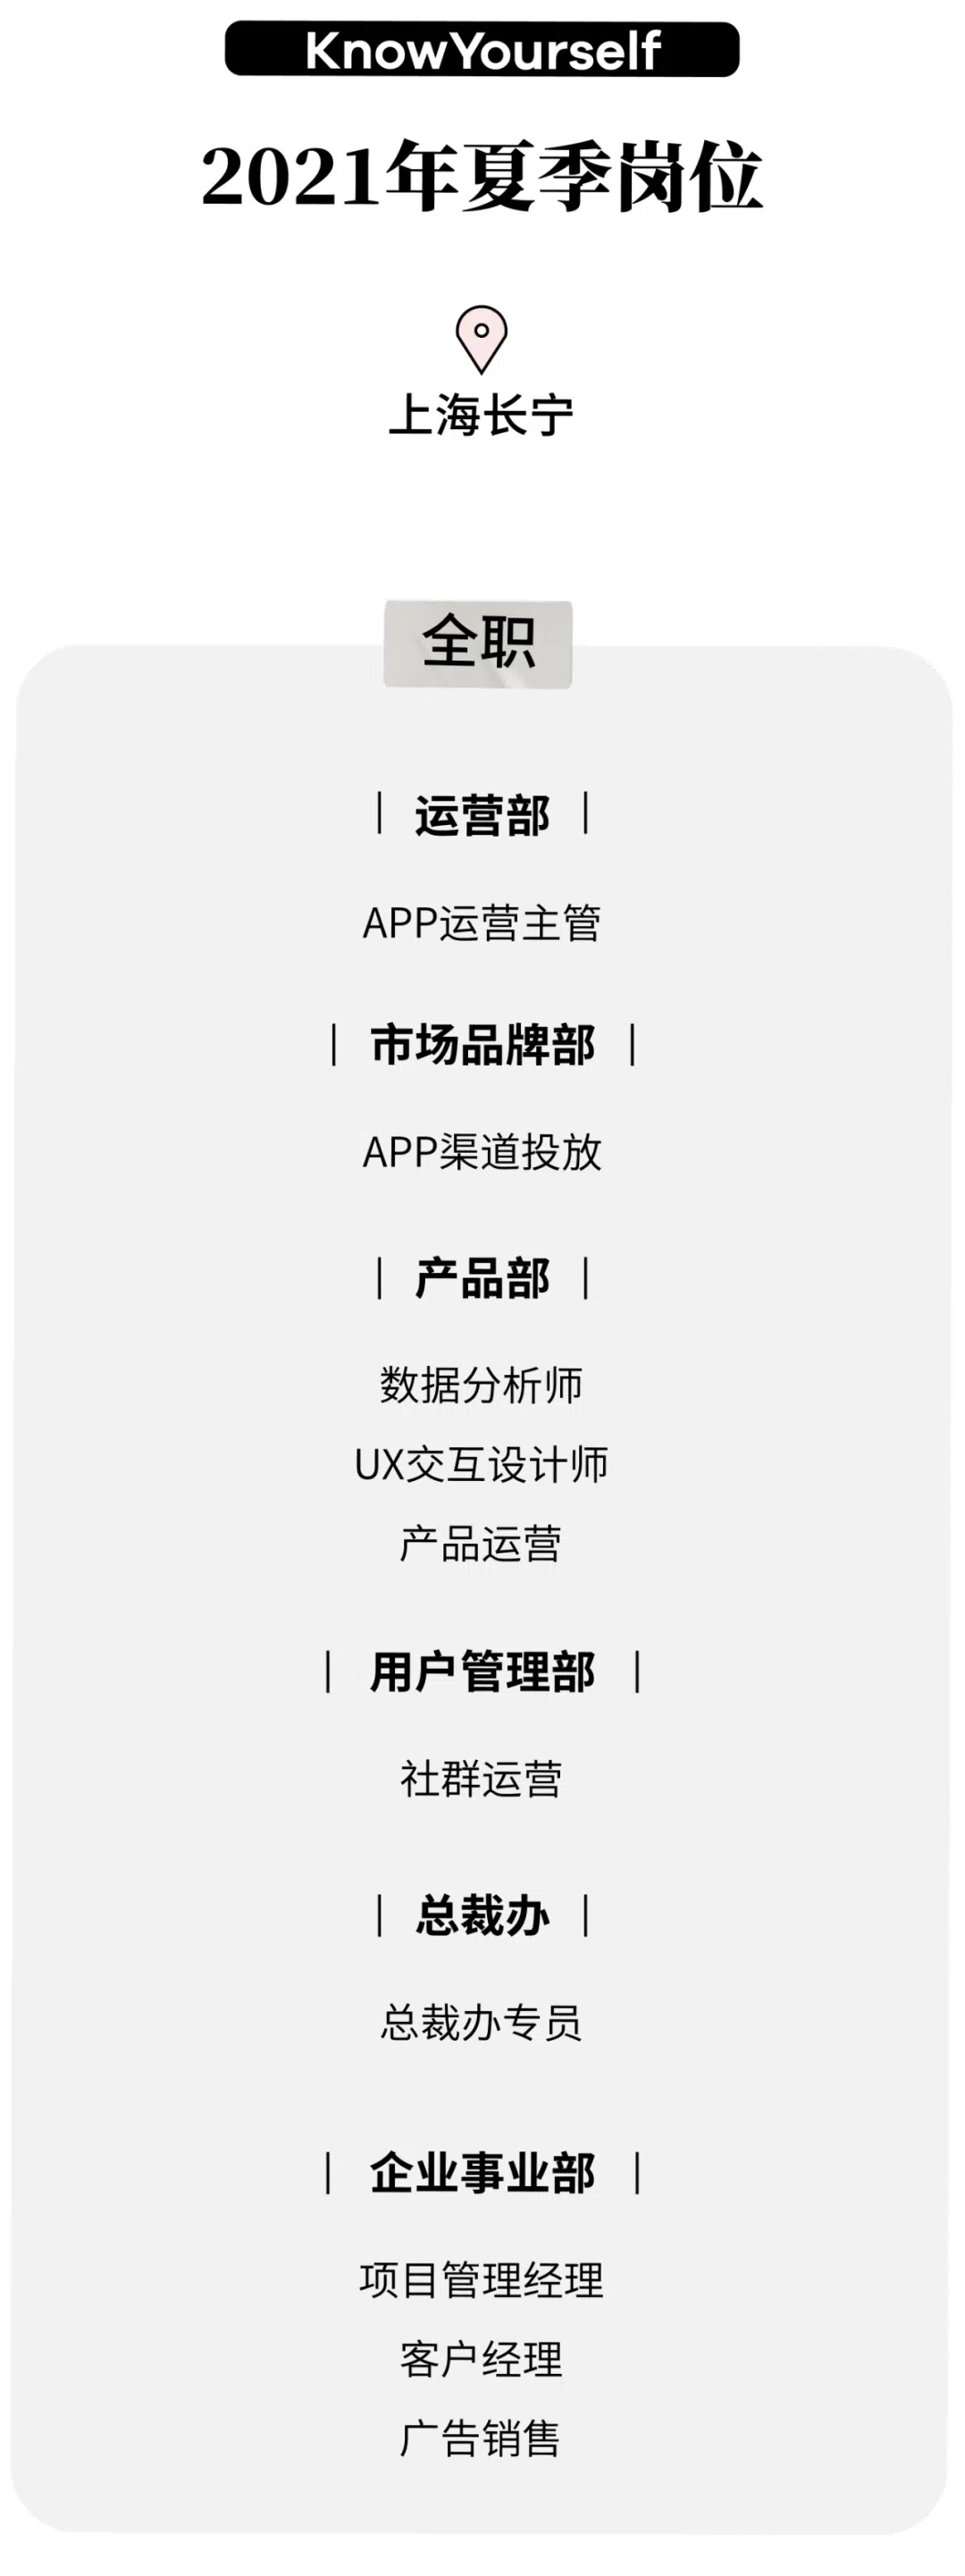 KnowYourself
2021年夏季岗位
上海长宁
全职
| 运营部 |
APP运营主管
| 市场品牌部 |
APP渠道投放
| 产品部 |
数据分析师
UX交互设计师
产品运营
| 用户管理部 |
社群运营
| 总裁办 |
总裁办专员
| 企业事业部 |
项目管理经理
客户经理
广告销售